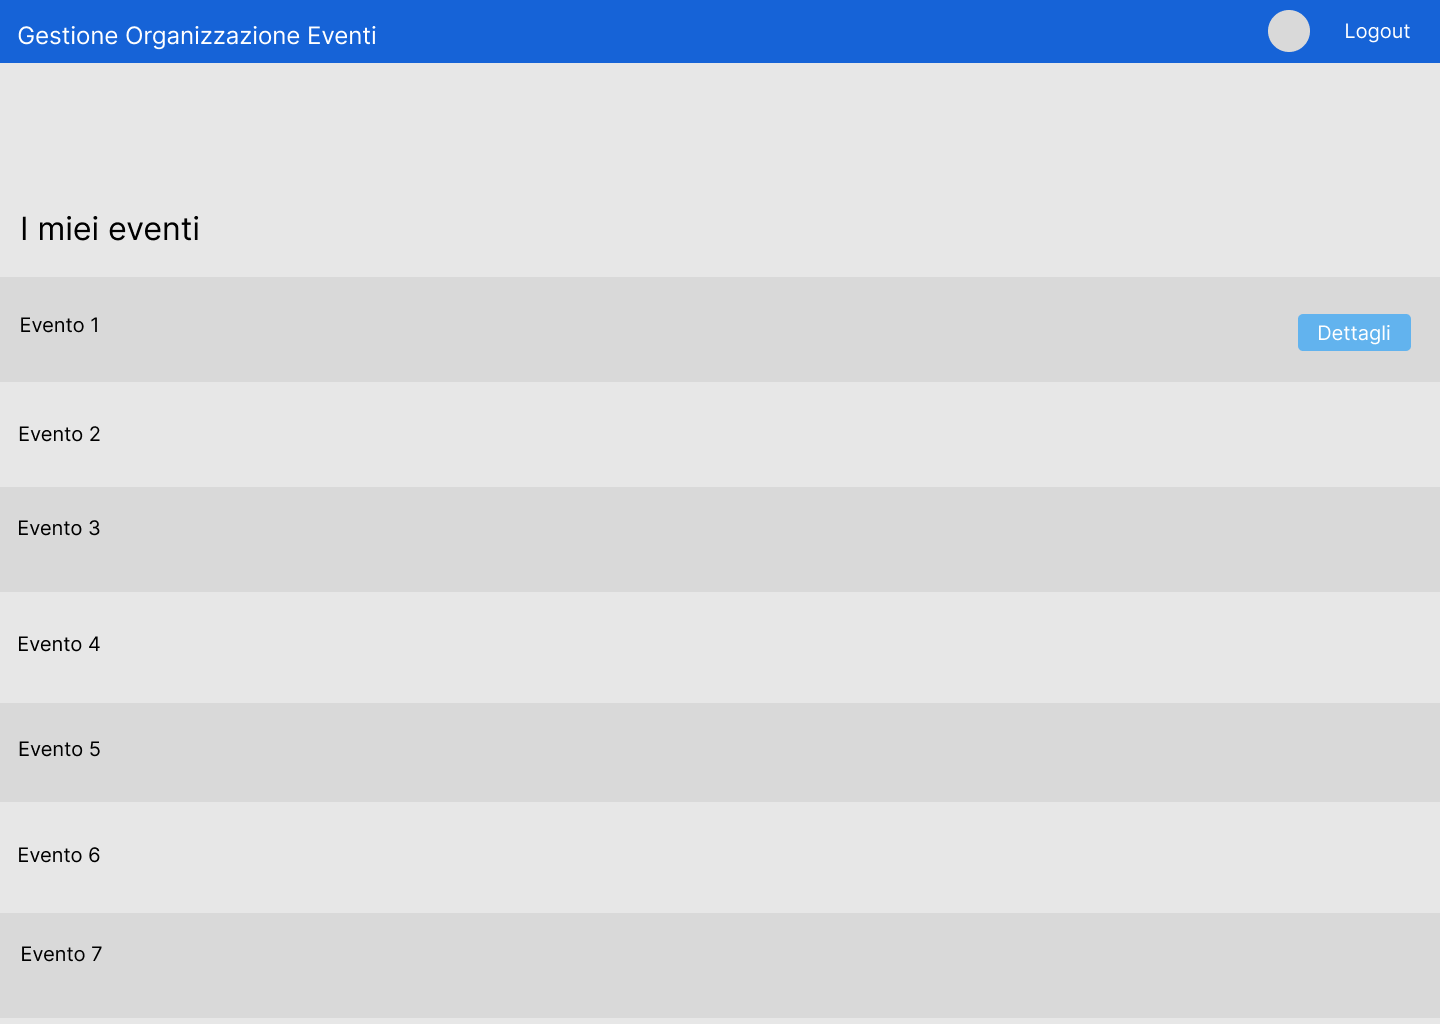 Gestione Organizzazione Eventi
Logout
I miei eventi
Evento 1
Dettagli
Evento 2
Evento 3
Evento 4
Evento 5
Evento 6
Evento 7